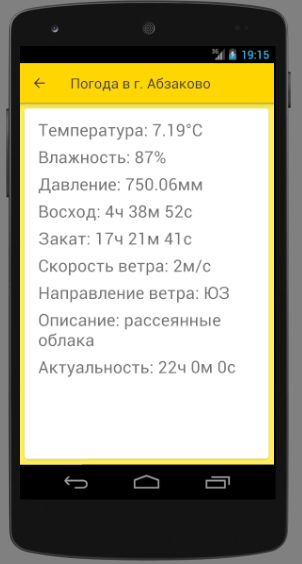 3G 19:15
Погода в г. Абзаково
Температура: 7.19°C
Влажность: 87%
Давление: 750.06мм
Восход: 4ч 38м 52с
Закат: 17ч 21м 41с
Скорость ветра: 2м/с
Направление ветра: ЮЗ
Описание: рассеянные
облака
Актуальность: 22ч 0м 0с